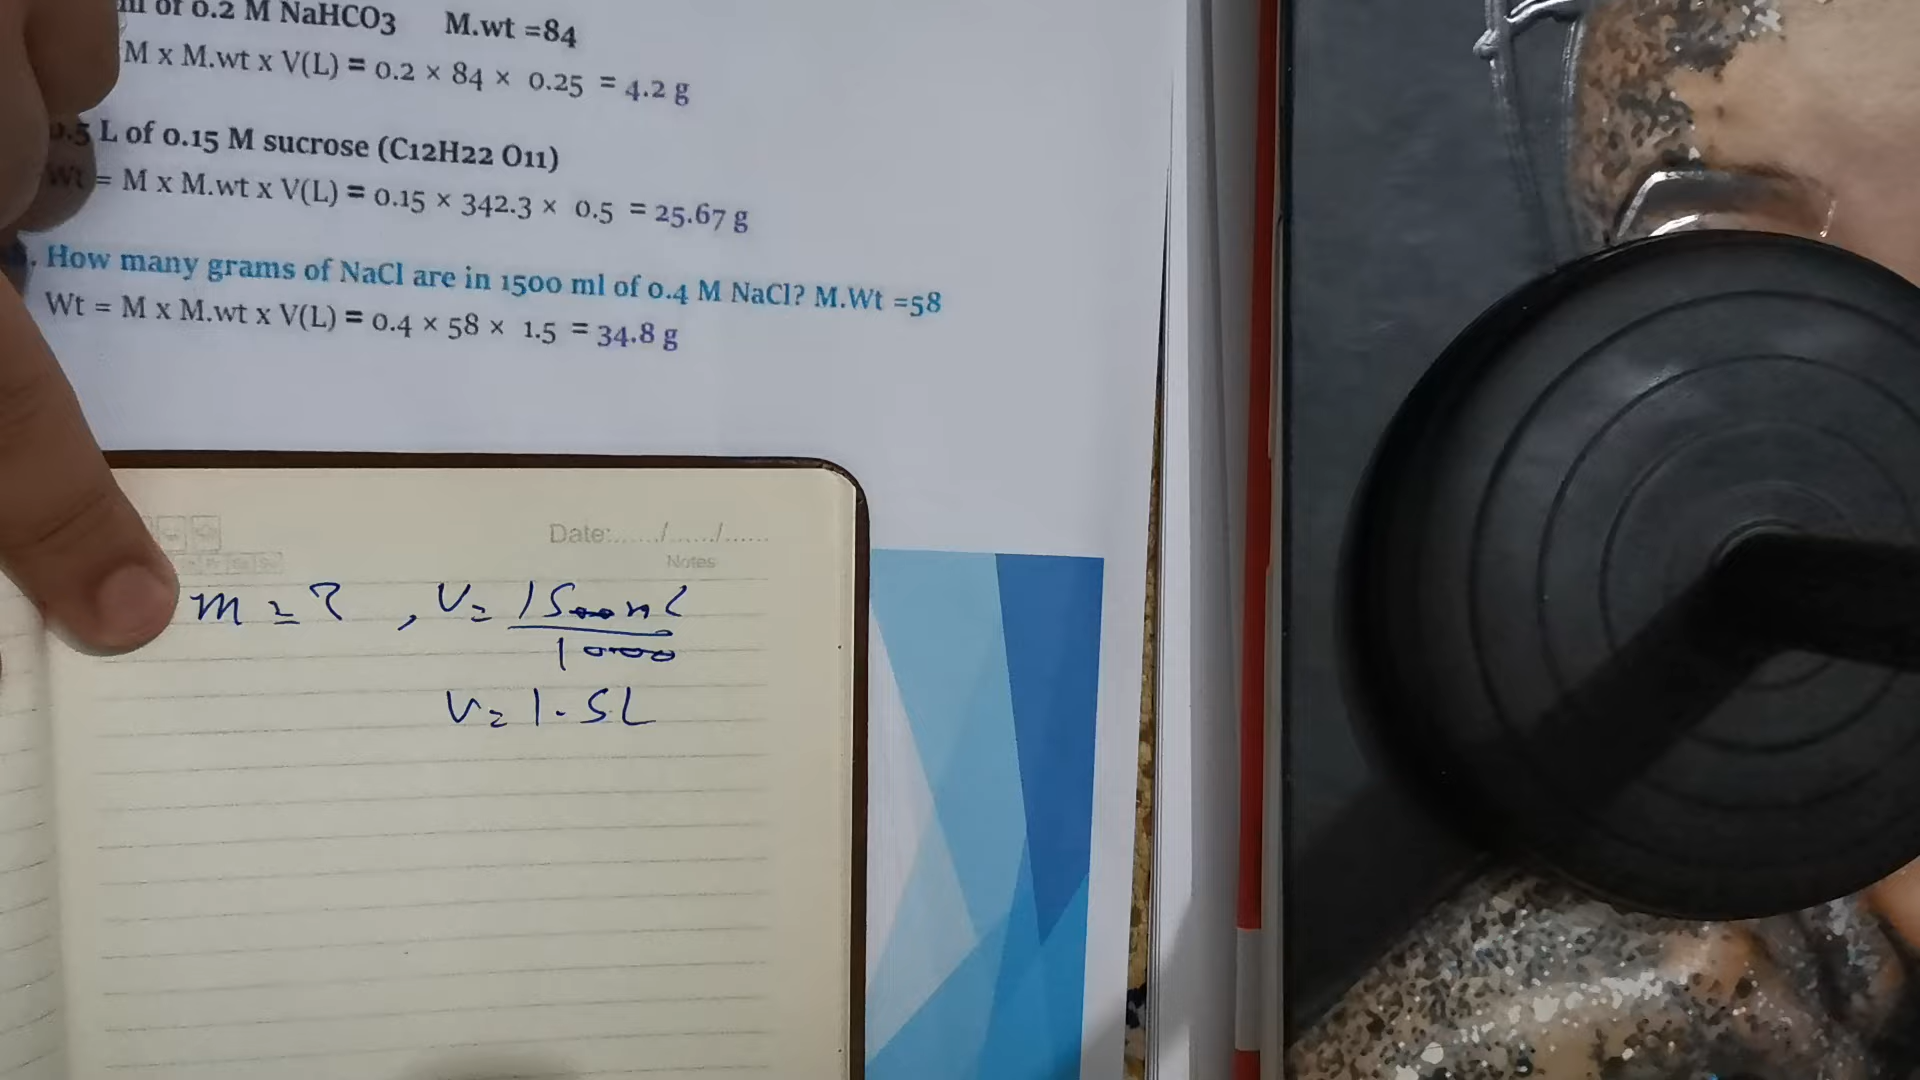 of 0.2 M NaHCO3 M.wt =84
M x M.wt x V(L) = 0.2 × 84 × 0.25 = 4.2 g
.5 L of 0.15 M sucrose (C12H22 O11)
Wt = M x M.wt x V(L) = 0.15 × 342.3 × 0.5 = 25.67 g
. How many grams of NaCl are in 1500 ml of 0.4 M NaCl? M.Wt =58
Wt = M x M.wt x V(L) = 0.4 × 58 × 1.5 = 34.8 g
Date:....../....../......
Notes
m = ? , V = 1500 mL
1000
V = 1.5 L